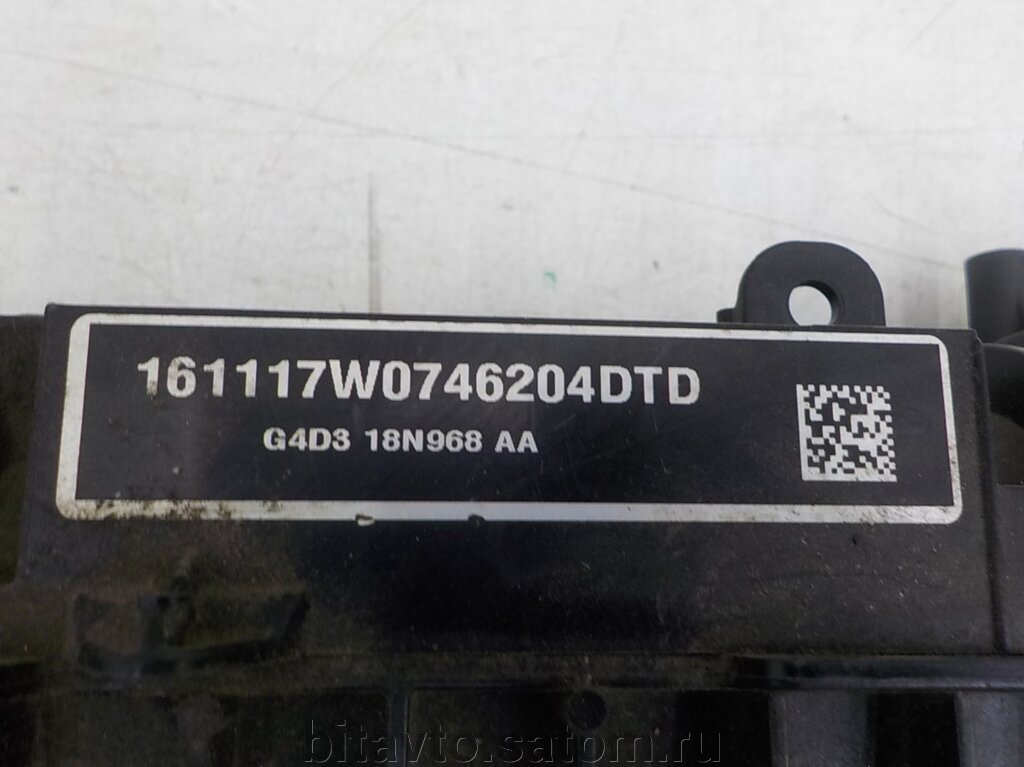 161117W0746204DTD
G4D3 18N968 AA
bitavto.satom.ru